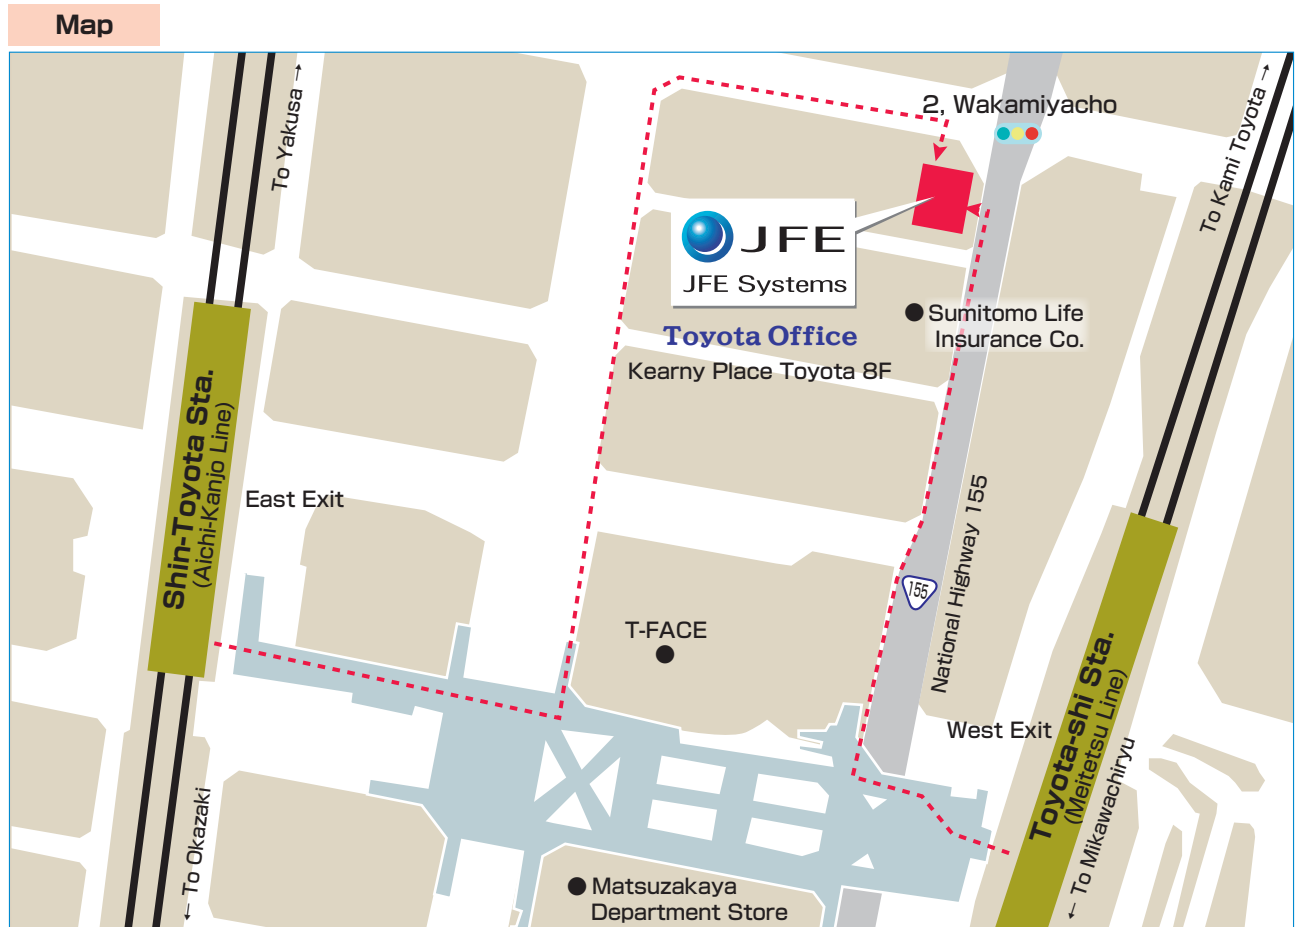 Map
To Yakusa →
2, Wakamiyacho
To Kami Toyota →
JFE
JFE Systems
Toyota Office
Kearny Place Toyota 8F
Sumitomo Life
Insurance Co.
Shin-Toyota Sta.
(Aichi-Kanjo Line)
East Exit
National Highway 155
155
T-FACE
West Exit
Toyota-shi Sta.
(Meitetsu Line)
← To Okazaki
← To Mikawachiryu
Matsuzakaya
Department Store